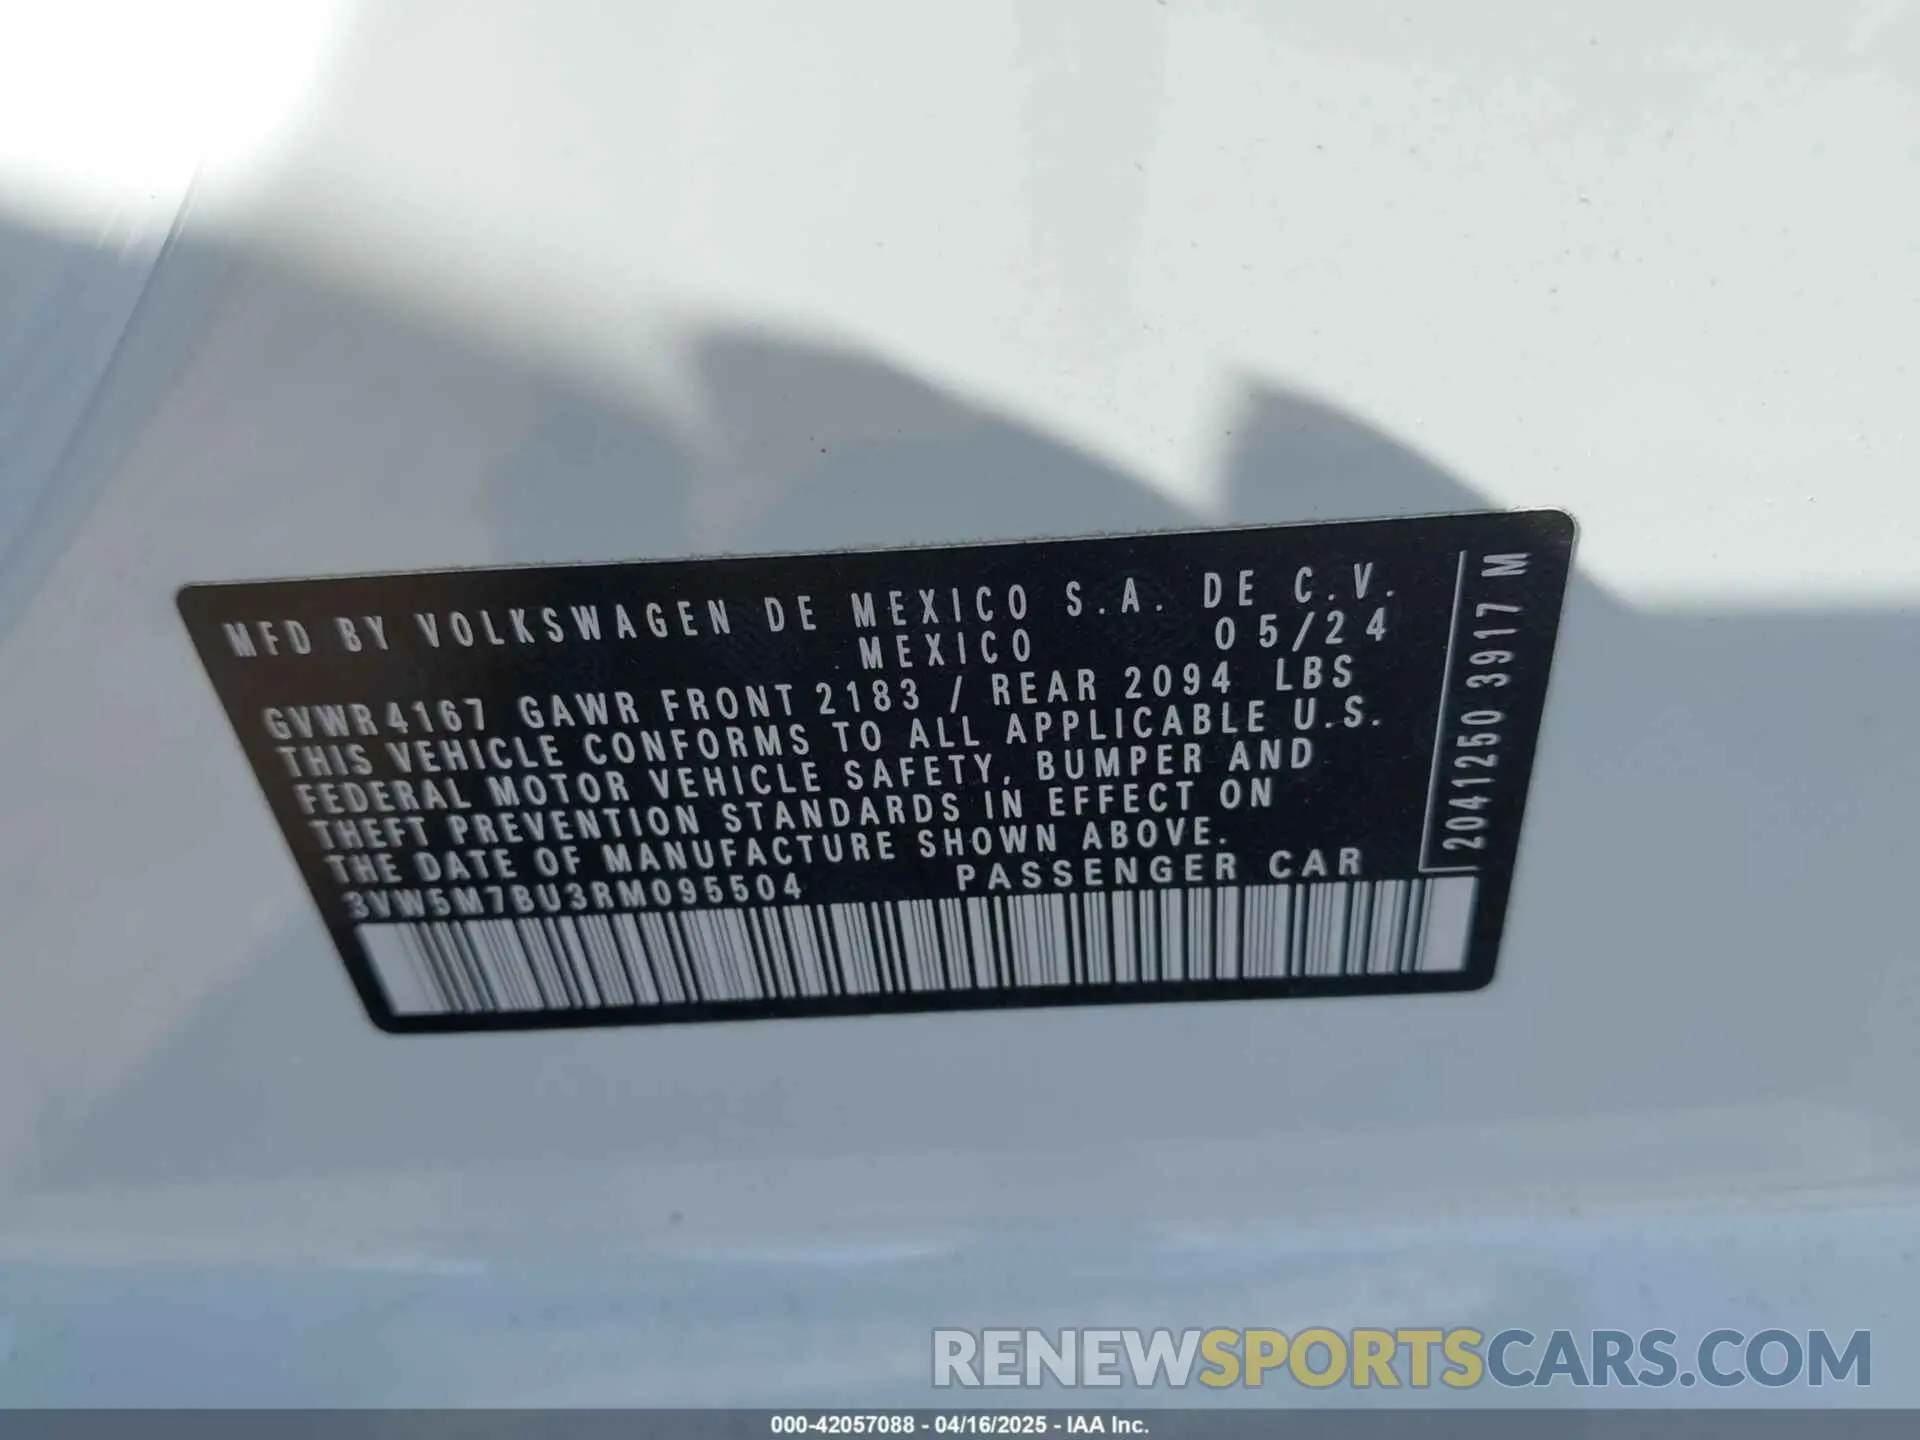 MFD BY VOLKSWAGEN DE MEXICO S.A. DE C.V.
MEXICO 05/24
GVWR 4167 GAWR FRONT 2183 / REAR 2094 LBS
THIS VEHICLE CONFORMS TO ALL APPLICABLE U.S.
FEDERAL MOTOR VEHICLE SAFETY, BUMPER AND
THEFT PREVENTION STANDARDS IN EFFECT ON
THE DATE OF MANUFACTURE SHOWN ABOVE.
3VW5M7BU3RM095504 PASSENGER CAR
2041250 3917 M
RENEWSPORTSCARS.COM
000-42057088 - 04/16/2025 - IAA Inc.